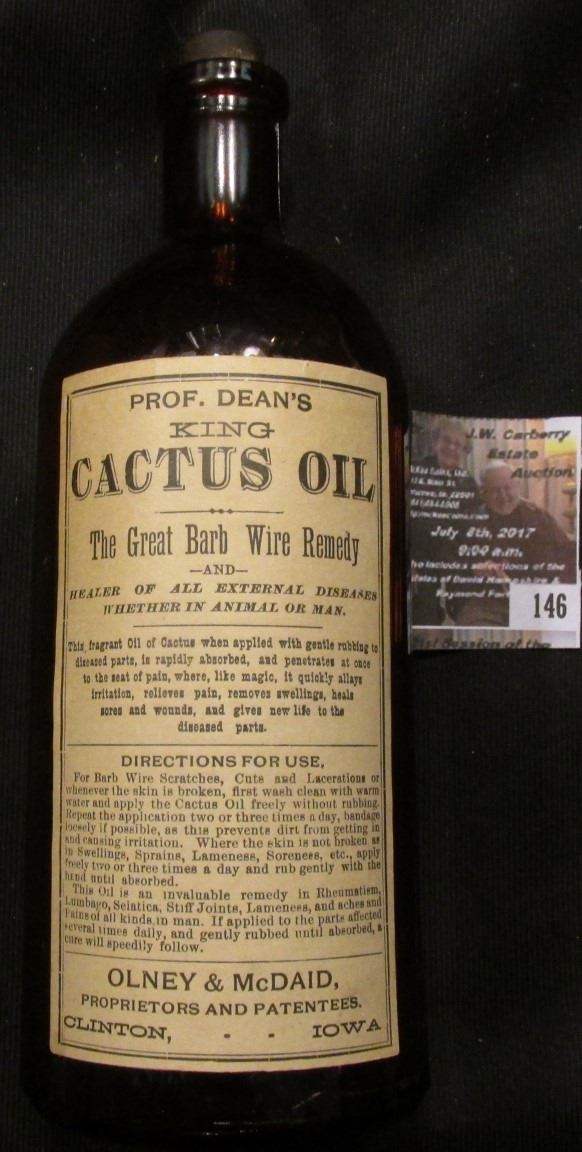 PROF. DEAN'S
KING
CACTUS OIL
The Great Barb Wire Remedy
—AND—
HEALER OF ALL EXTERNAL DISEASES
WHETHER IN ANIMAL OR MAN.
This, fragrant Oil of Cactus when applied with gentle rubbing to
diseased parts, is rapidly absorbed, and penetrates at once
to the seat of pain, where, like magic, it quickly allays
irritation, relieves pain, removes swellings, heals
sores and wounds, and gives new life to the
diseased parts.
DIRECTIONS FOR USE,
For Barb Wire Scratches, Cuts and Lacerations or
whenever the skin is broken, first wash clean with warm
water and apply the Cactus Oil freely without rubbing.
Repeat the application two or three times a day, bandage
loosely if possible, as this prevents dirt from getting in
and causing irritation. Where the skin is not broken as
in Swellings, Sprains, Lameness, Soreness, etc., apply
freely two or three times a day and rub gently with the
hand until absorbed.
This Oil is an invaluable remedy in Rheumatism,
Lumbago, Sciatica, Stiff Joints, Lameness, and aches and
Pains of all kinds in man. If applied to the parts affected
several times daily, and gently rubbed until absorbed, a
cure will speedily follow.
OLNEY & McDAID,
PROPRIETORS AND PATENTEES.
CLINTON, - - IOWA
J.W. Carberry
Estate
Auction
July 8th, 2017
9:00 a.m.
includes selections of the
of David
Raymond
146
Session of the